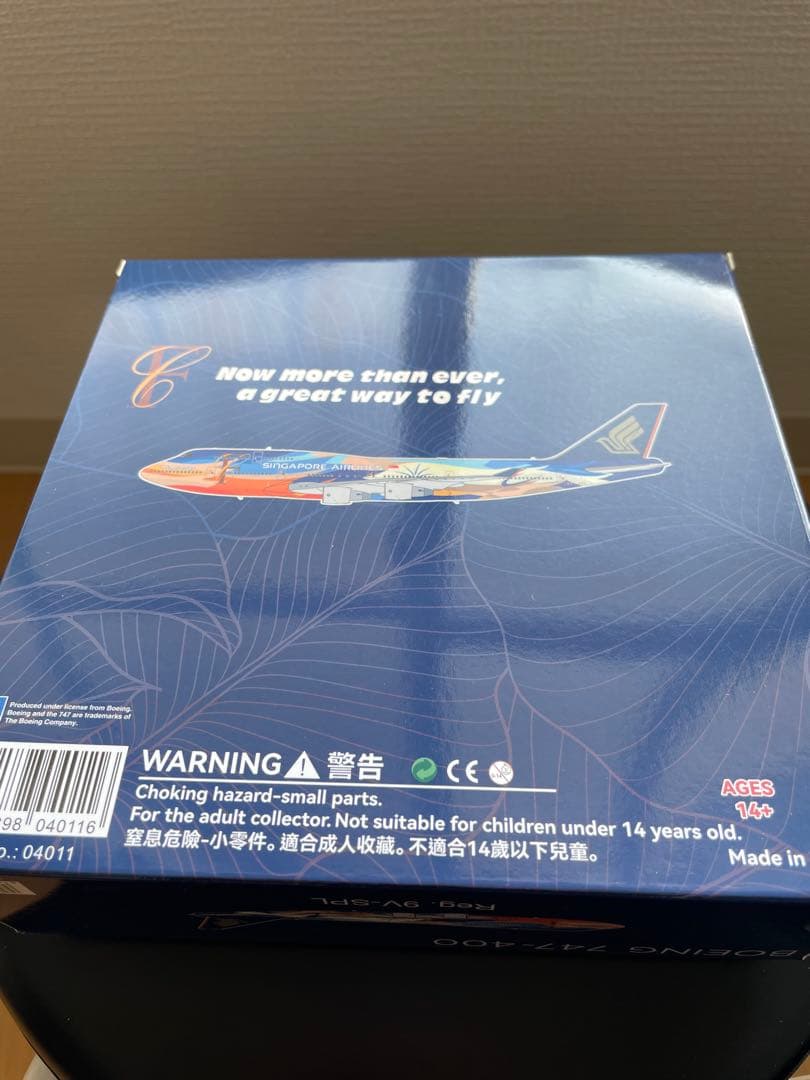 Now more than ever,
a great way to fly
SINGAPORE AIRLINES
Produced under license from Boeing.
Boeing and the 747 are trademarks of
The Boeing Company.
WARNING 警告
Choking hazard-small parts.
For the adult collector. Not suitable for children under 14 years old.
窒息危險-小零件。適合成人收藏。不適合14歲以下兒童。
AGES
14+
Made in
98 040116
o.: 04011
Reg. 9V-SPL
BOEING 747-400